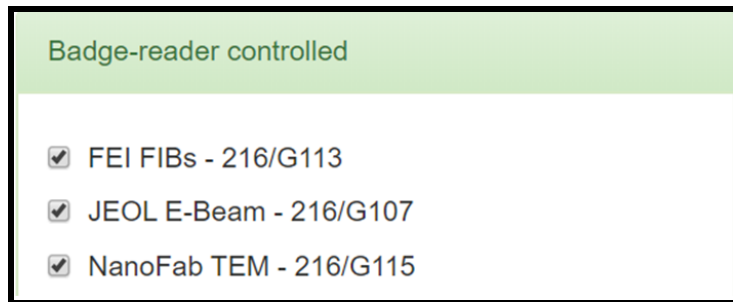 Badge-reader controlled
FEI FIBs - 216/G113
JEOL E-Beam - 216/G107
NanoFab TEM - 216/G115